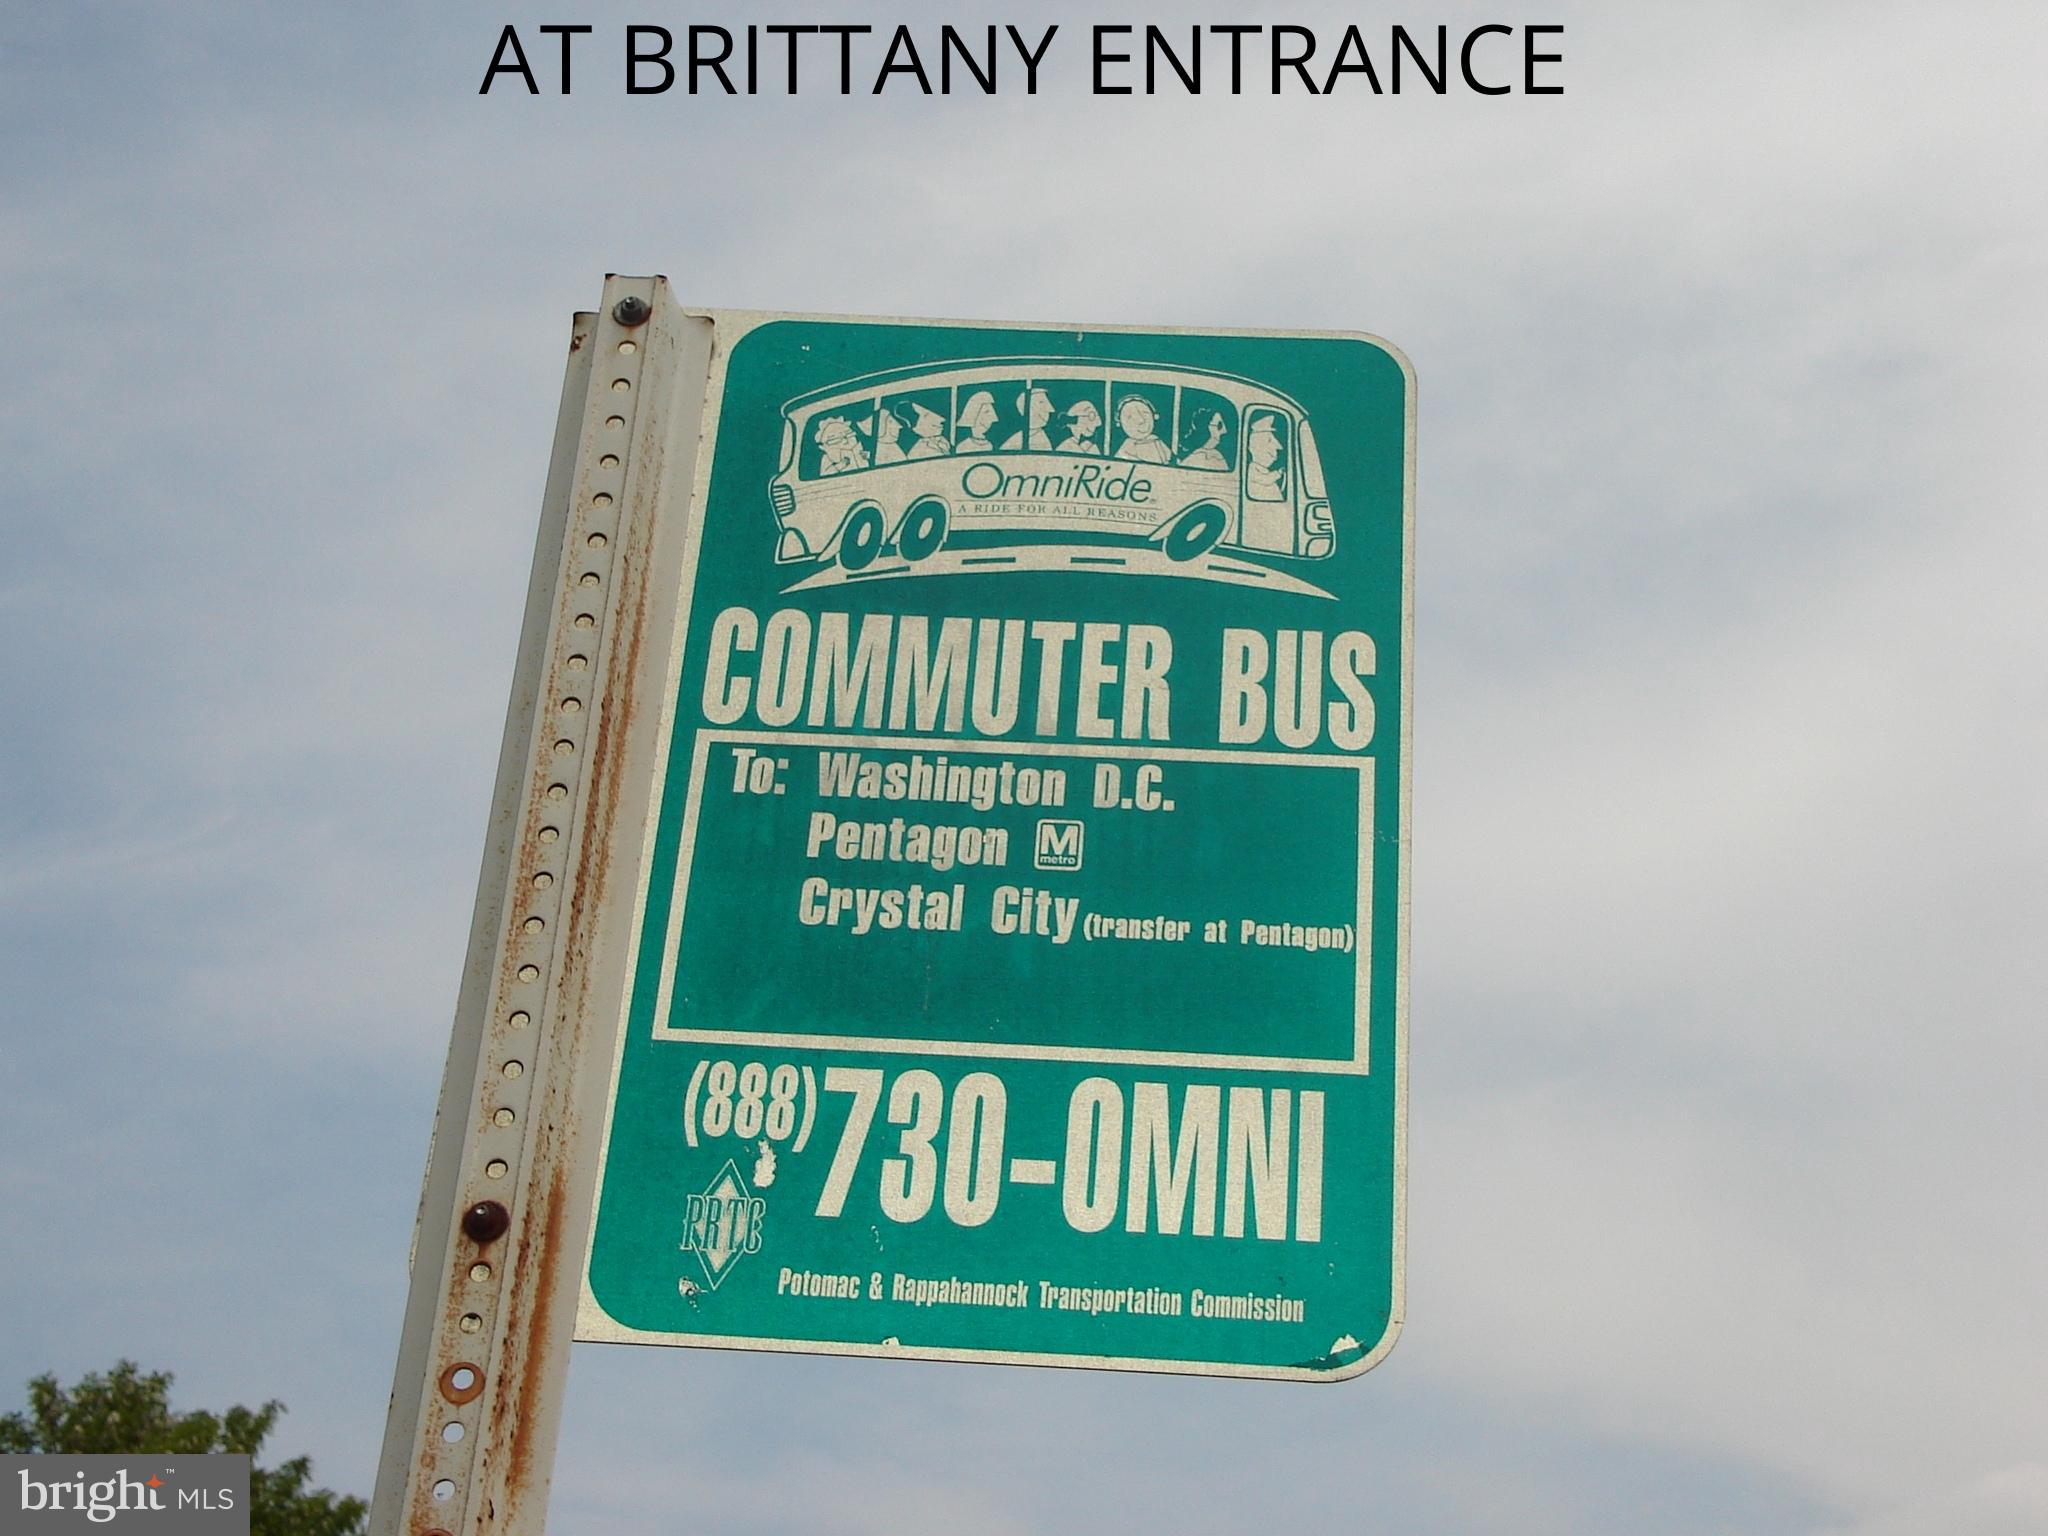 AT BRITTANY ENTRANCE
OmniRide
A RIDE FOR ALL REASONS
COMMUTER BUS
To: Washington D.C.
Pentagon M metro
Crystal City (transfer at Pentagon)
(888) 730-OMNI
PRTC
Potomac & Rappahannock Transportation Commission
bright™ MLS